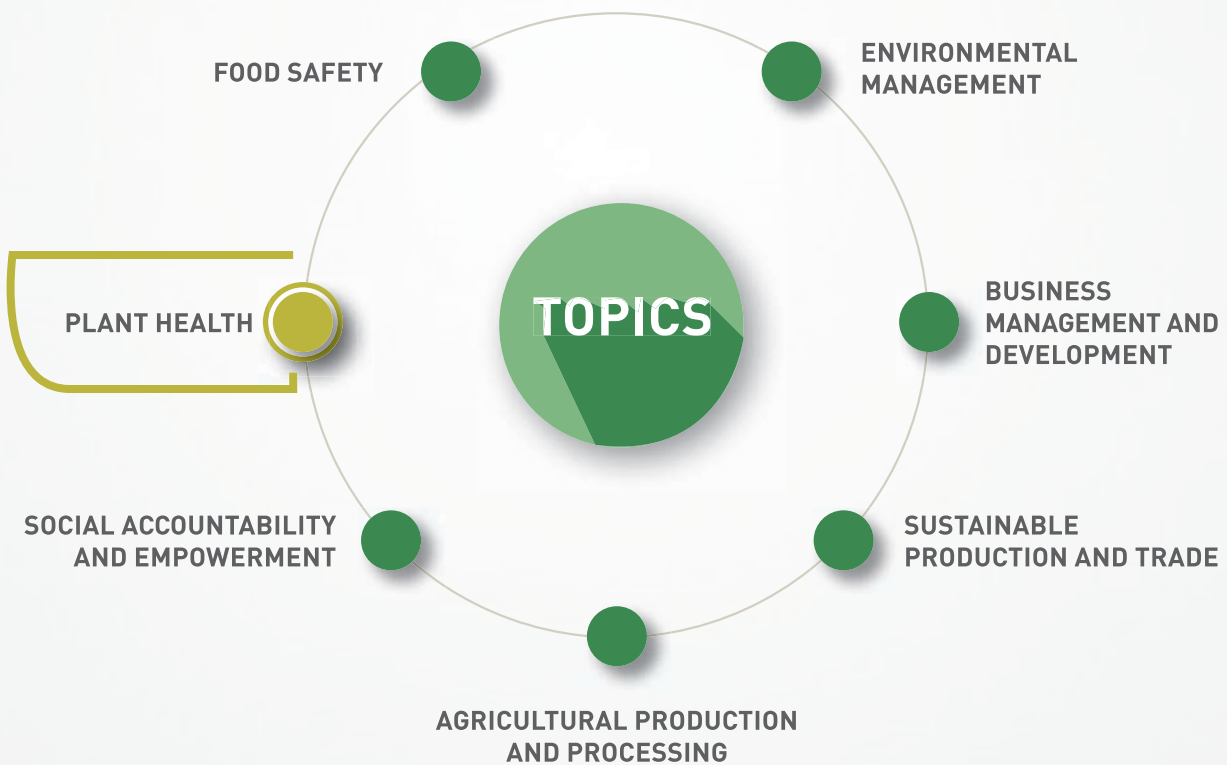 FOOD SAFETY
ENVIRONMENTAL
MANAGEMENT
TOPICS
PLANT HEALTH
BUSINESS
MANAGEMENT AND
DEVELOPMENT
SOCIAL ACCOUNTABILITY
AND EMPOWERMENT
SUSTAINABLE
PRODUCTION AND TRADE
AGRICULTURAL PRODUCTION
AND PROCESSING